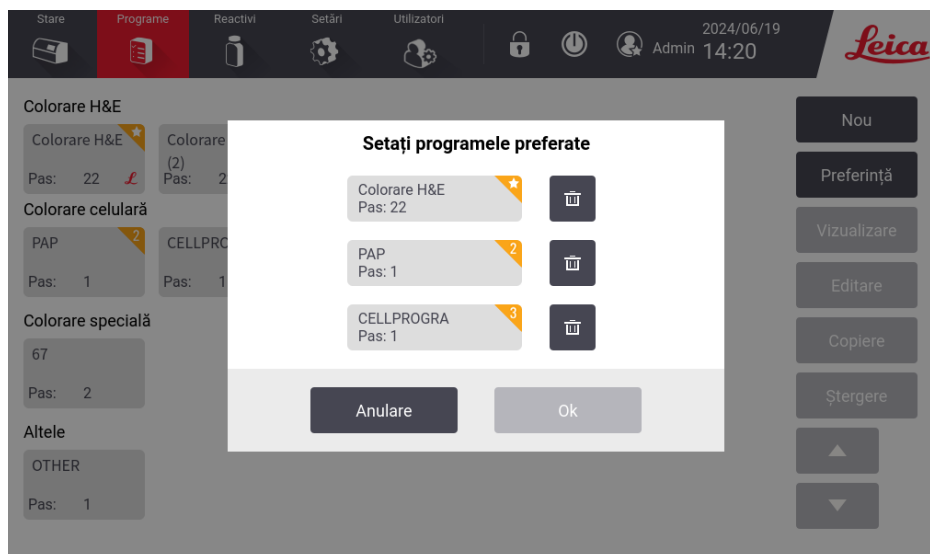 Stare
Programe
Reactivi
Setări
Utilizatori
Admin
2024/06/19
14:20
Leica
Colorare H&E
Colorare H&E
Pas: 22
Colorare
(2)
Pas: 2
Colorare celulară
PAP
2
Pas: 1
CELLPRO
Pas: 1
Colorare specială
67
Pas: 2
Altele
OTHER
Pas: 1
Setați programele preferate
Colorare H&E
Pas: 22
PAP
Pas: 1
2
CELLPROGRA
Pas: 1
3
Anulare
Ok
Nou
Preferință
Vizualizare
Editare
Copiere
Ștergere